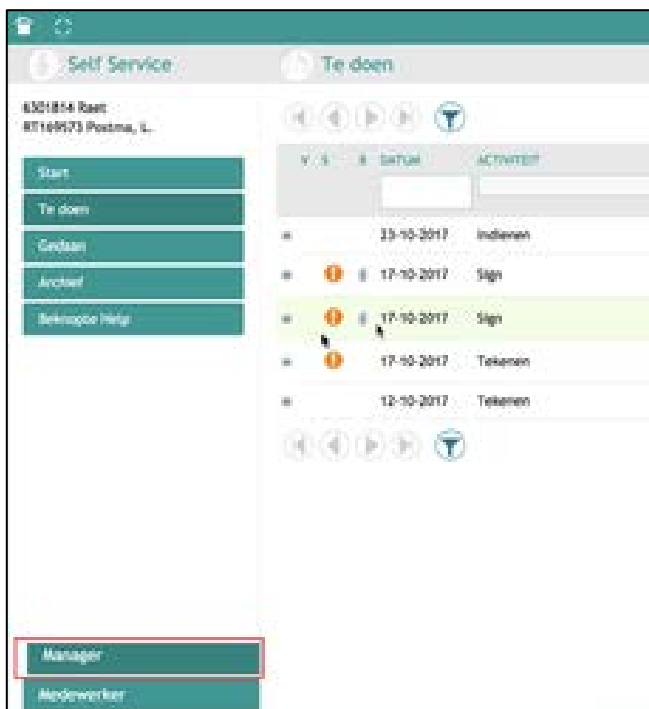 Self Service
Te doen
6301814 Raet
RT169573 Postma, L.
Start
Te doen
Gedaan
Archief
Beknopte Help
V S B DATUM ACTIVITEIT
23-10-2017 Indienen
17-10-2017 Sign
17-10-2017 Sign
17-10-2017 Tekenen
12-10-2017 Tekenen
Manager
Medewerker